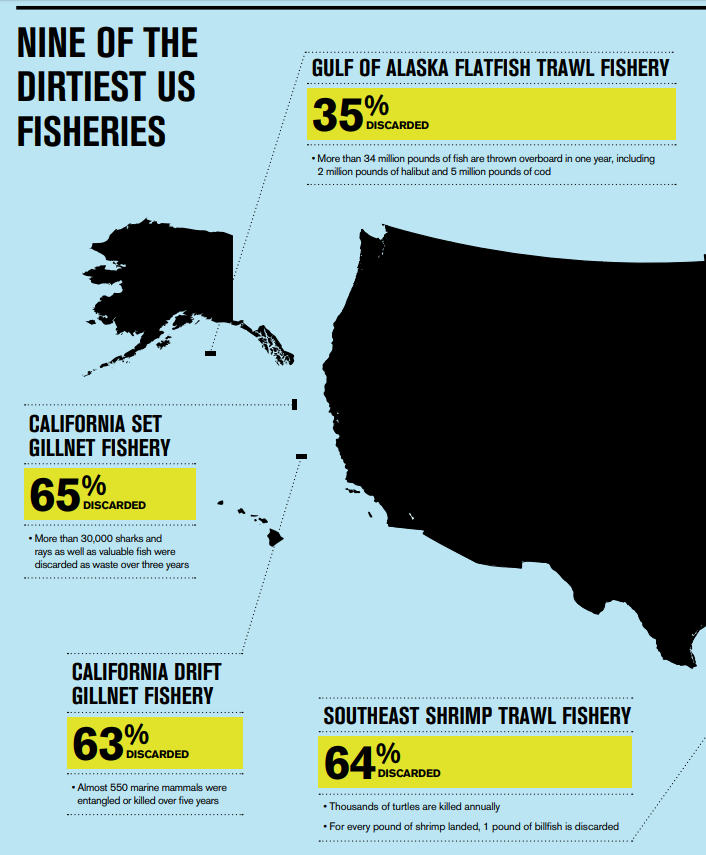 NINE OF THE
DIRTIEST US
FISHERIES
GULF OF ALASKA FLATFISH TRAWL FISHERY
35%
DISCARDED
• More than 34 million pounds of fish are thrown overboard in one year, including
2 million pounds of halibut and 5 million pounds of cod
CALIFORNIA SET
GILLNET FISHERY
65%
DISCARDED
• More than 30,000 sharks and
rays as well as valuable fish were
discarded as waste over three years
CALIFORNIA DRIFT
GILLNET FISHERY
63%
DISCARDED
• Almost 550 marine mammals were
entangled or killed over five years
SOUTHEAST SHRIMP TRAWL FISHERY
64%
DISCARDED
• Thousands of turtles are killed annually
• For every pound of shrimp landed, 1 pound of billfish is discarded